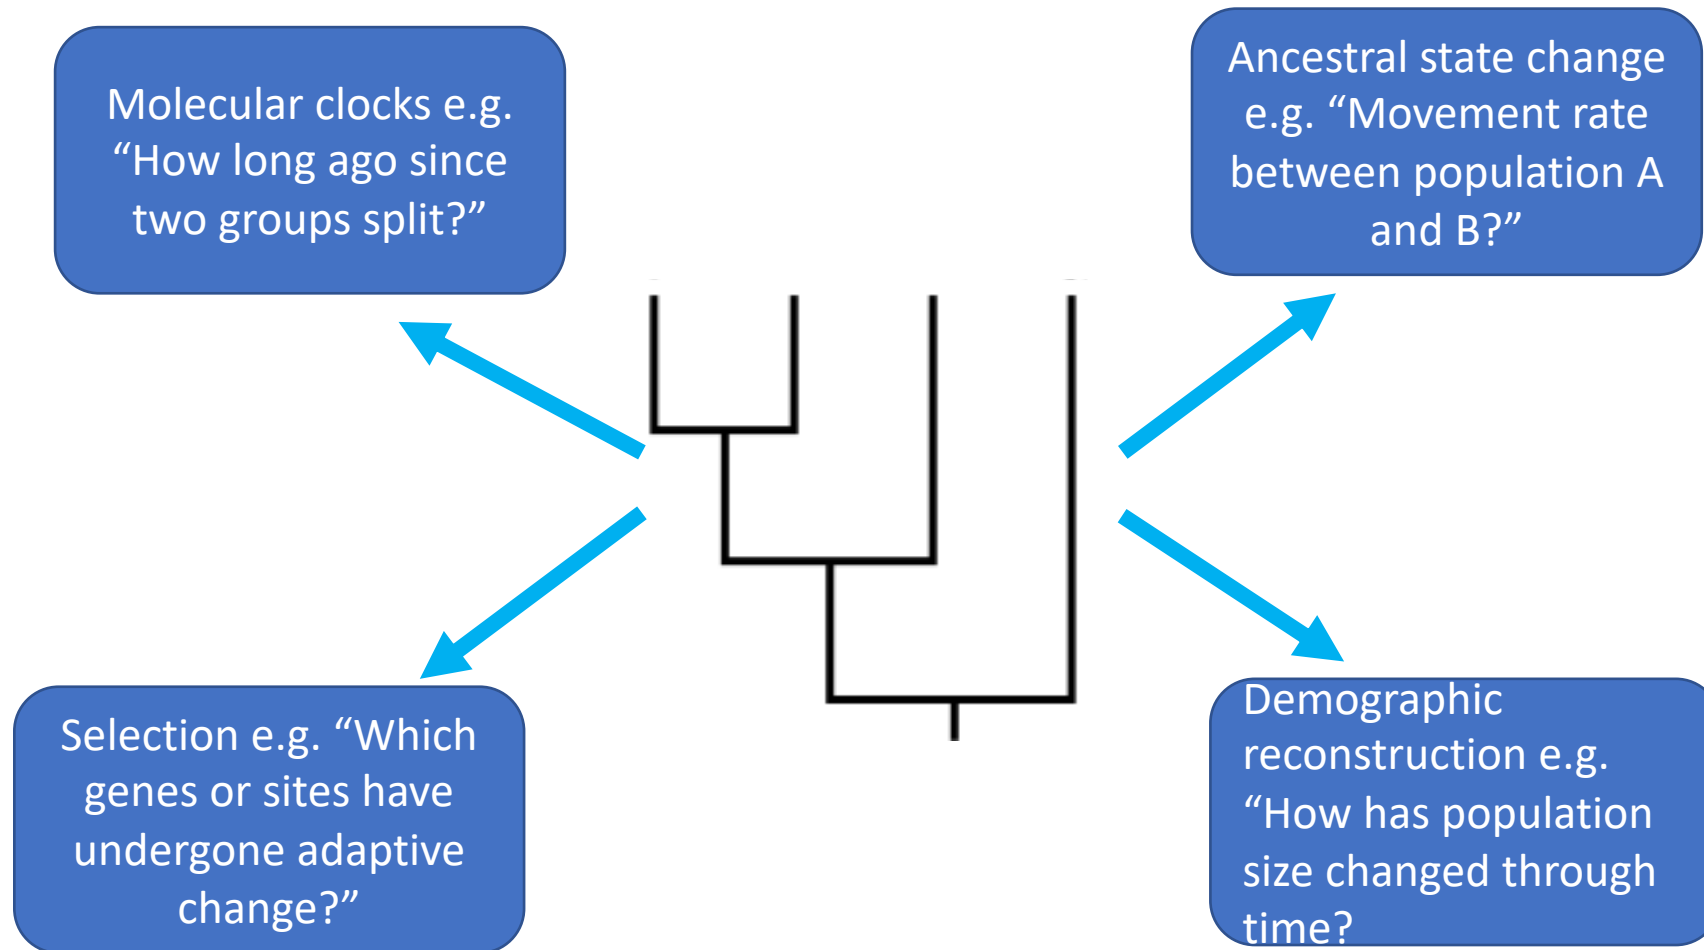 Molecular clocks e.g.
“How long ago since
two groups split?”
Ancestral state change
e.g. “Movement rate
between population A
and B?”
Selection e.g. “Which
genes or sites have
undergone adaptive
change?”
Demographic
reconstruction e.g.
“How has population
size changed through
time?